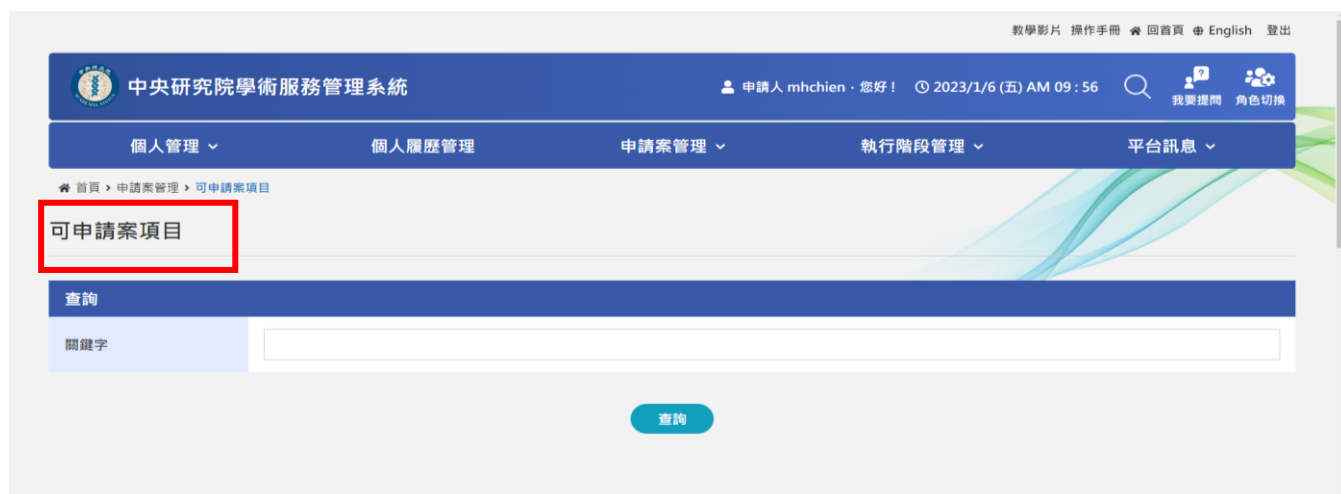 教學影片 操作手冊 回首頁 English 登出
中央研究院學術服務管理系統 申請人 mhchien，您好！ 2023/1/6 (五) AM 09 : 56 ? 我要提問 角色切換
個人管理 個人履歷管理 申請案管理 執行階段管理 平台訊息
首頁 › 申請案管理 › 可申請案項目
可申請案項目
查詢
關鍵字
查詢